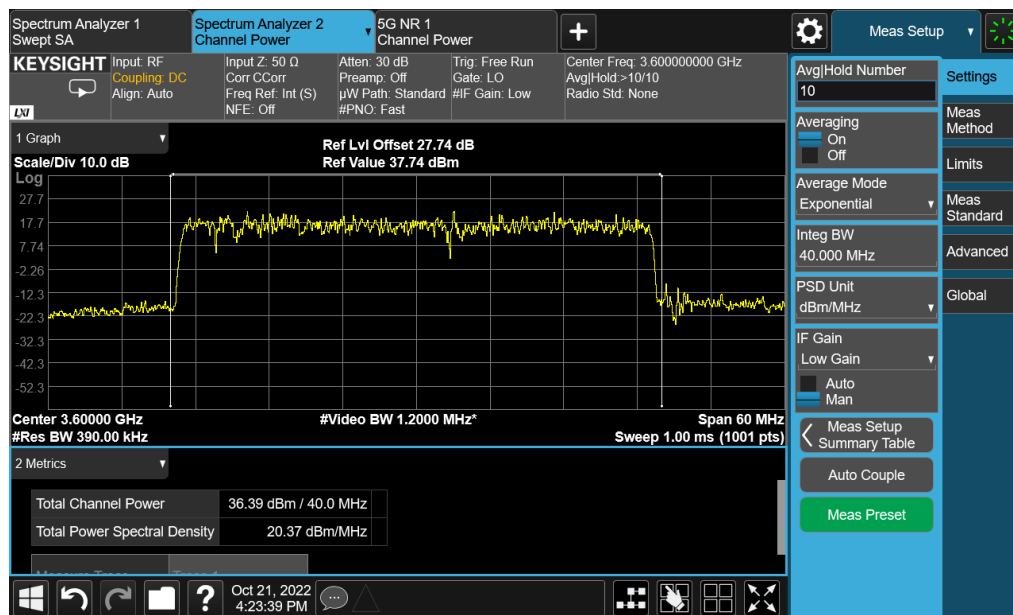 Spectrum Analyzer 1
Swept SA
Spectrum Analyzer 2
Channel Power
5G NR 1
Channel Power
Meas Setup
KEYSIGHT
LXI
Input: RF
Coupling: DC
Align: Auto
Input Z: 50 Ω
Corr CCorr
Freq Ref: Int (S)
NFE: Off
Atten: 30 dB
Preamp: Off
µW Path: Standard
#PNO: Fast
Trig: Free Run
Gate: LO
#IF Gain: Low
Center Freq: 3.600000000 GHz
Avg|Hold:>10/10
Radio Std: None
1 Graph
Scale/Div 10.0 dB
Ref Lvl Offset 27.74 dB
Ref Value 37.74 dBm
Log
27.7
17.7
7.74
-2.26
-12.3
-22.3
-32.3
-42.3
-52.3
Center 3.60000 GHz
#Video BW 1.2000 MHz*
Span 60 MHz
#Res BW 390.00 kHz
Sweep 1.00 ms (1001 pts)
2 Metrics
Total Channel Power 36.39 dBm / 40.0 MHz
Total Power Spectral Density 20.37 dBm/MHz
Avg|Hold Number
10
Averaging
On
Off
Average Mode
Exponential
Integ BW
40.000 MHz
PSD Unit
dBm/MHz
IF Gain
Low Gain
Auto
Man
Meas Setup
Summary Table
Auto Couple
Meas Preset
Settings
Meas
Method
Limits
Meas
Standard
Advanced
Global
Oct 21, 2022
4:23:39 PM